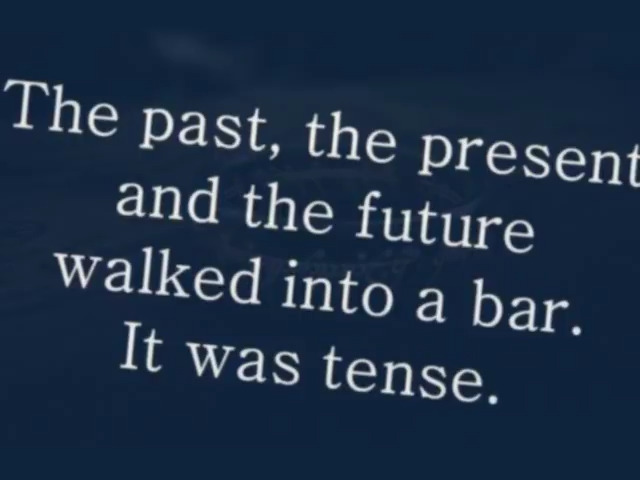 The past, the present
and the future
walked into a bar.
It was tense.